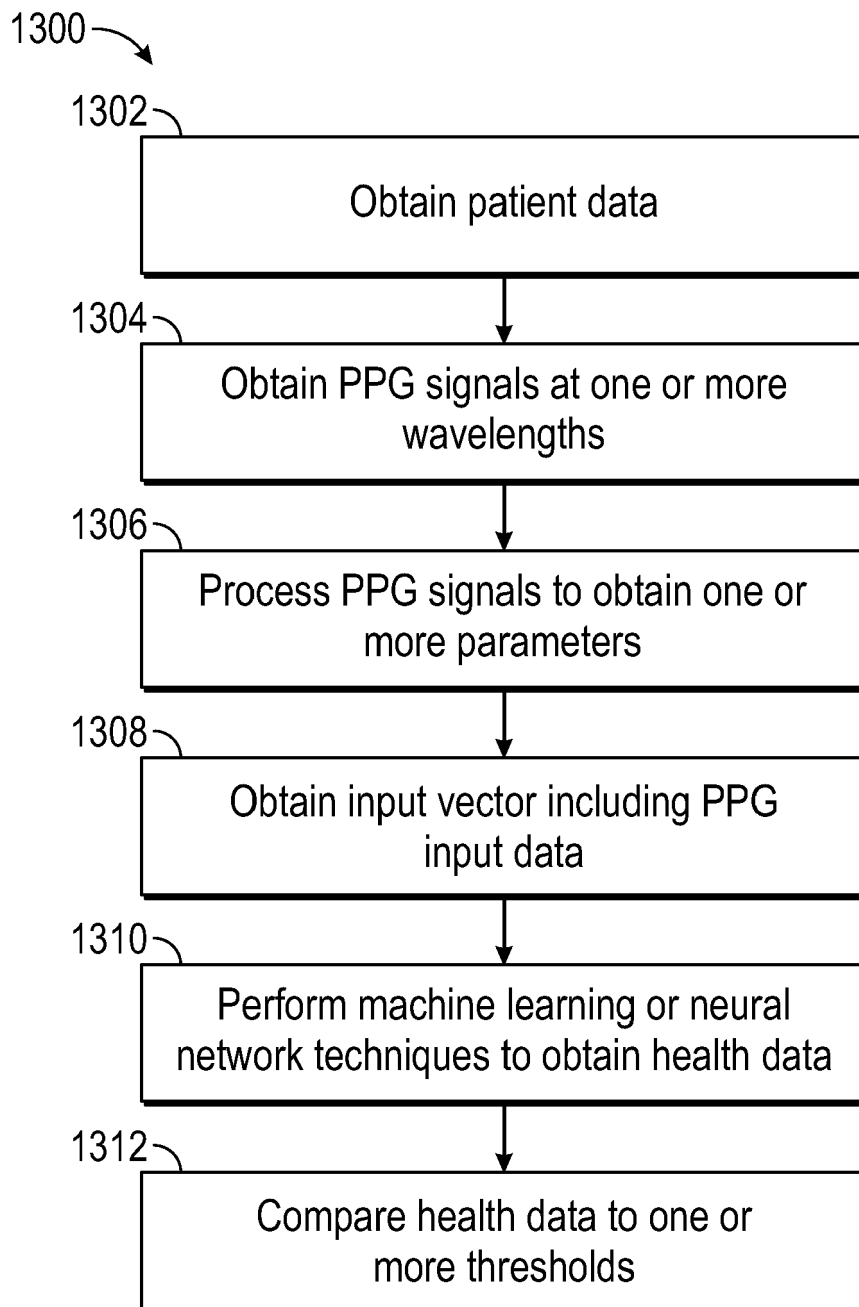 1300
1302
Obtain patient data
1304
Obtain PPG signals at one or more
wavelengths
1306
Process PPG signals to obtain one or
more parameters
1308
Obtain input vector including PPG
input data
1310
Perform machine learning or neural
network techniques to obtain health data
1312
Compare health data to one or
more thresholds